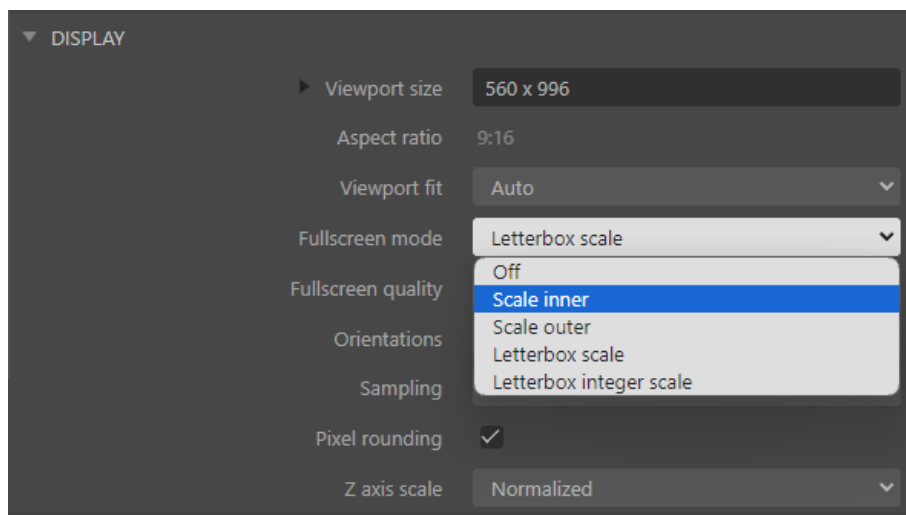 DISPLAY
Viewport size 560 x 996
Aspect ratio 9:16
Viewport fit Auto
Fullscreen mode Letterbox scale
Off
Fullscreen quality
Scale inner
Scale outer
Orientations
Letterbox scale
Letterbox integer scale
Sampling
Pixel rounding
Z axis scale Normalized